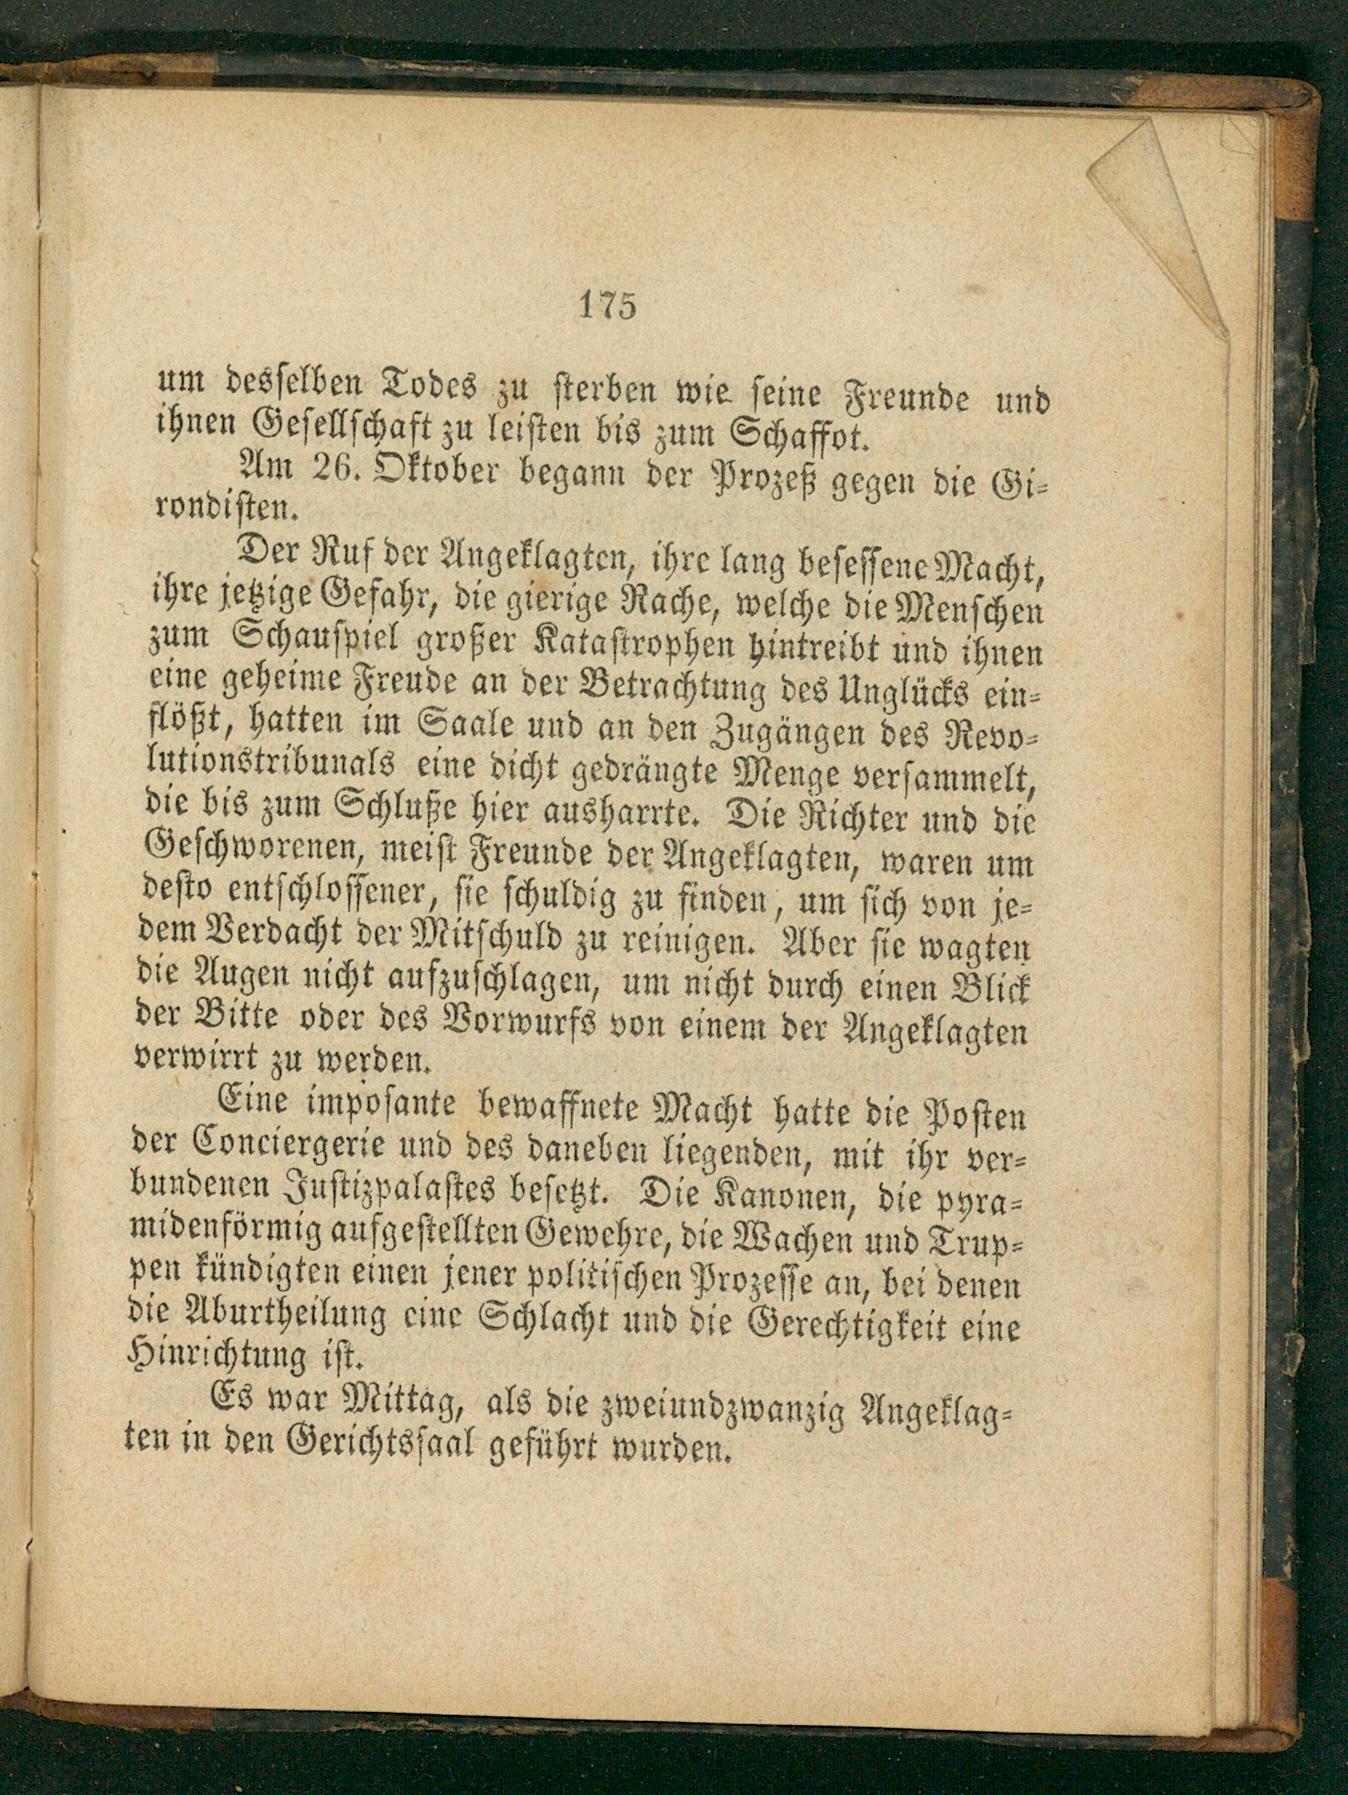 175
um desselben Todes zu sterben wie seine Freunde und
ihnen Gesellschaft zu leisten bis zum Schaffot.
Am 26. Oktober begann der Prozeß gegen die Gi-
rondisten.
Der Ruf der Angeklagten, ihre lang besessene Macht,
ihre jetzige Gefahr, die gierige Rache, welche die Menschen
zum Schauspiel großer Katastrophen hintreibt und ihnen
eine geheime Freude an der Betrachtung des Unglücks ein-
flößt, hatten im Saale und an den Zugängen des Revo-
lutionstribunals eine dicht gedrängte Menge versammelt,
die bis zum Schluße hier ausharrte. Die Richter und die
Geschworenen, meist Freunde der Angeklagten, waren um
desto entschlossener, sie schuldig zu finden, um sich von je-
dem Verdacht der Mitschuld zu reinigen. Aber sie wagten
die Augen nicht aufzuschlagen, um nicht durch einen Blick
der Bitte oder des Vorwurfs von einem der Angeklagten
verwirrt zu werden.
Eine imposante bewaffnete Macht hatte die Posten
der Conciergerie und des daneben liegenden, mit ihr ver-
bundenen Justizpalastes besetzt. Die Kanonen, die pyra-
midenförmig aufgestellten Gewehre, die Wachen und Trup-
pen kündigten einen jener politischen Prozesse an, bei denen
die Aburtheilung eine Schlacht und die Gerechtigkeit eine
Hinrichtung ist.
Es war Mittag, als die zweiundzwanzig Angeklag-
ten in den Gerichtssaal geführt wurden.